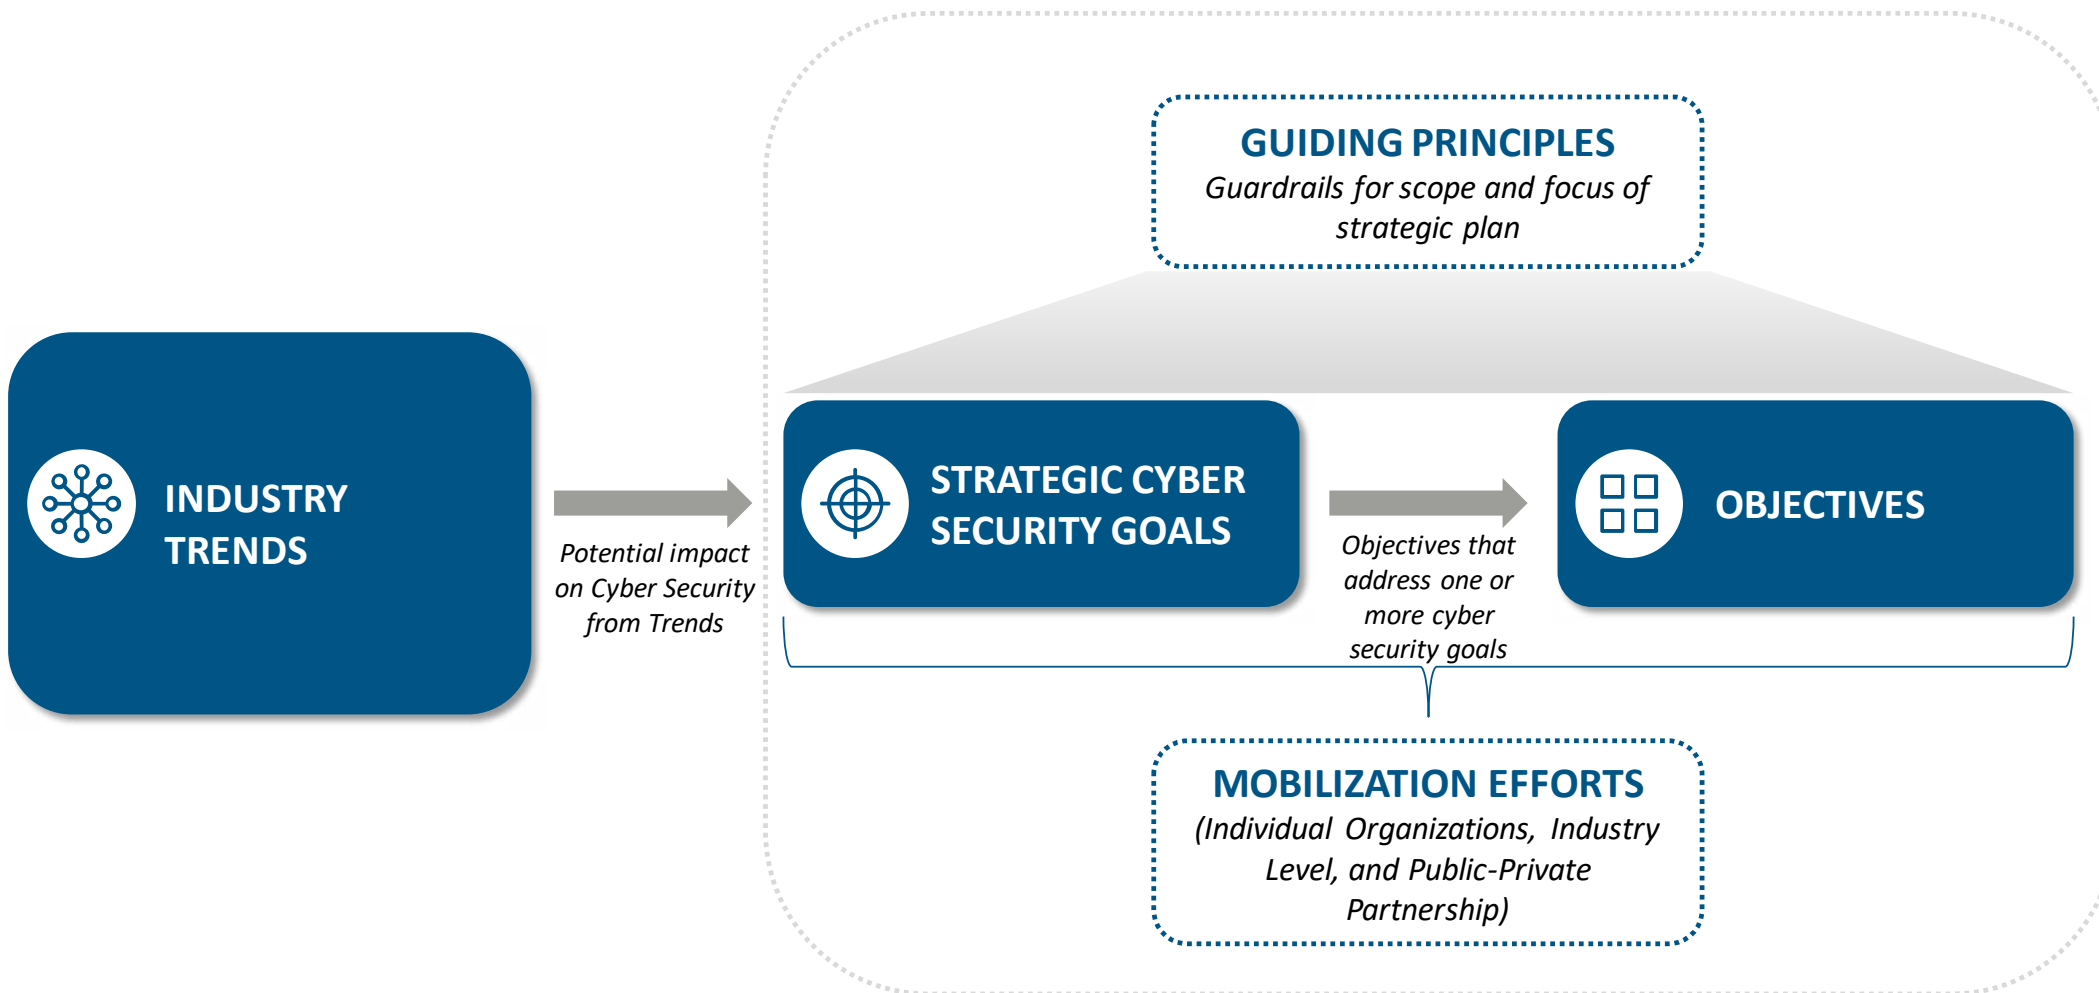 GUIDING PRINCIPLES
Guardrails for scope and focus of
strategic plan
INDUSTRY
TRENDS
Potential impact
on Cyber Security
from Trends
STRATEGIC CYBER
SECURITY GOALS
Objectives that
address one or
more cyber
security goals
OBJECTIVES
MOBILIZATION EFFORTS
(Individual Organizations, Industry
Level, and Public-Private
Partnership)